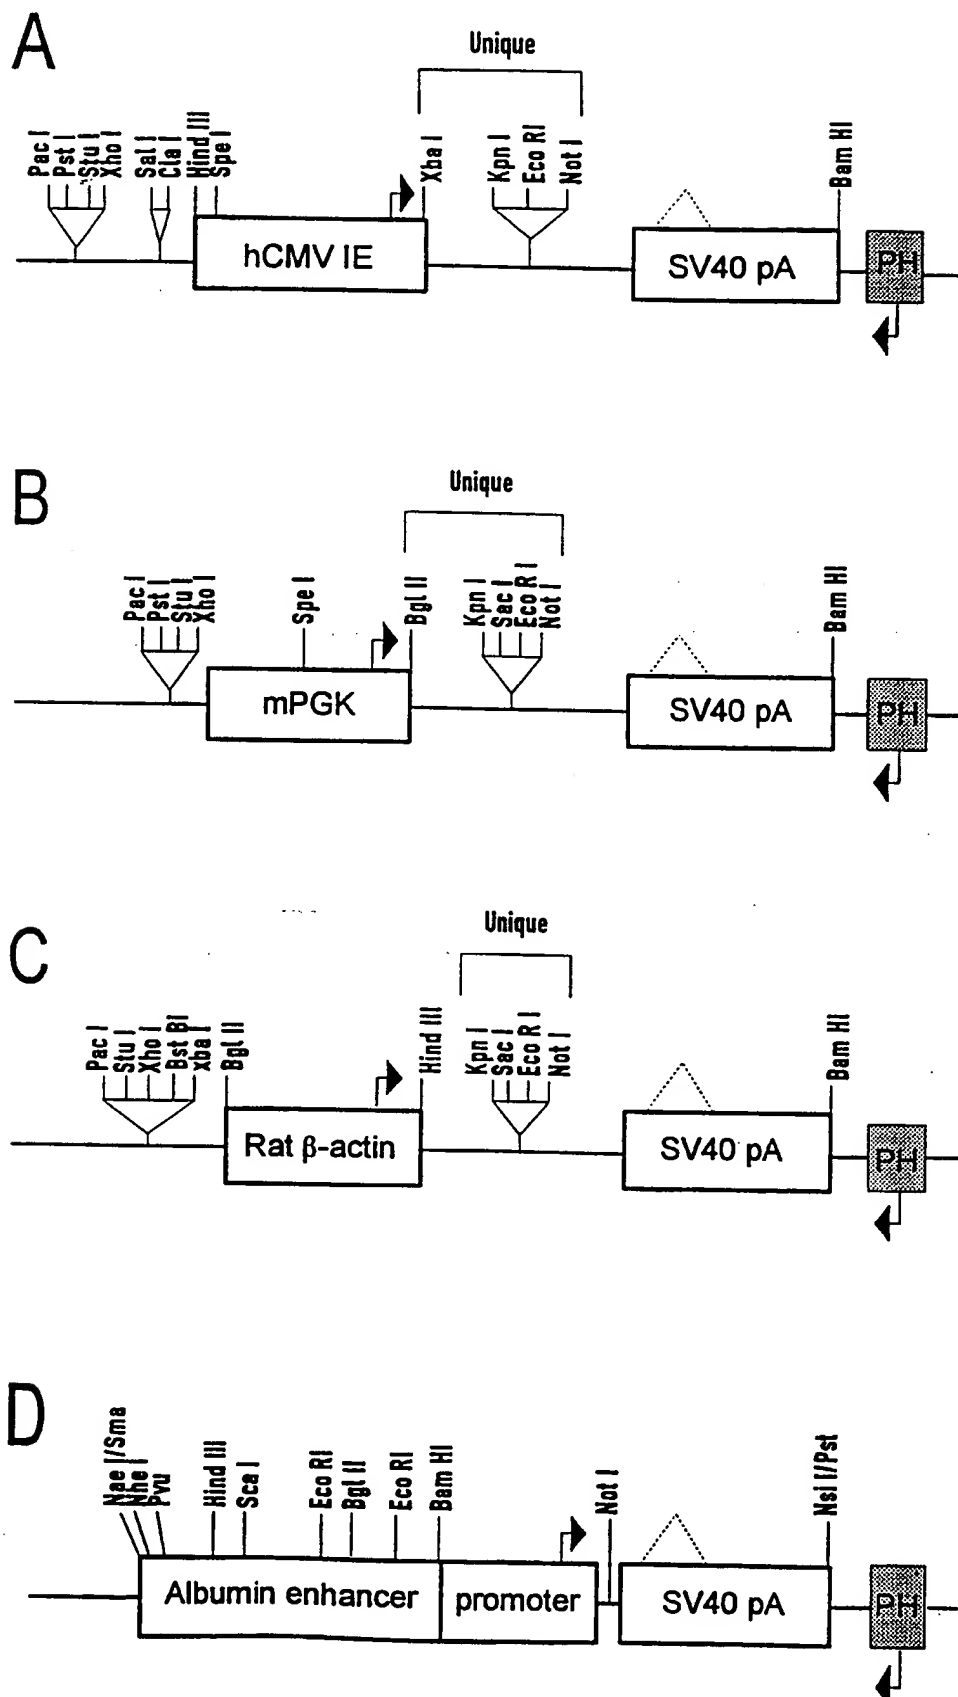 A
Unique
Pac I
Pst I
Stu I
Xho I
Sal I
Cla I
Hind III
Spe I
Xba I
Kpn I
Eco RI
Not I
Bam HI
hCMV IE
SV40 pA
PH
B
Unique
Pac I
Pst I
Stu I
Xho I
Spe I
Bgl II
Kpn I
Sac I
Eco R I
Not I
Bam HI
mPGK
SV40 pA
PH
C
Unique
Pac I
Stu I
Xho I
Bst BI
Xba I
Bgl II
Hind III
Kpn I
Sac I
Eco R I
Not I
Bam HI
Rat β-actin
SV40 pA
PH
D
Nae I/Sma
Nhe I
Pvu
Hind III
Sca I
Eco RI
Bgl II
Eco RI
Bam HI
Not I
Nsi I/Pst
Albumin enhancer
promoter
SV40 pA
PH